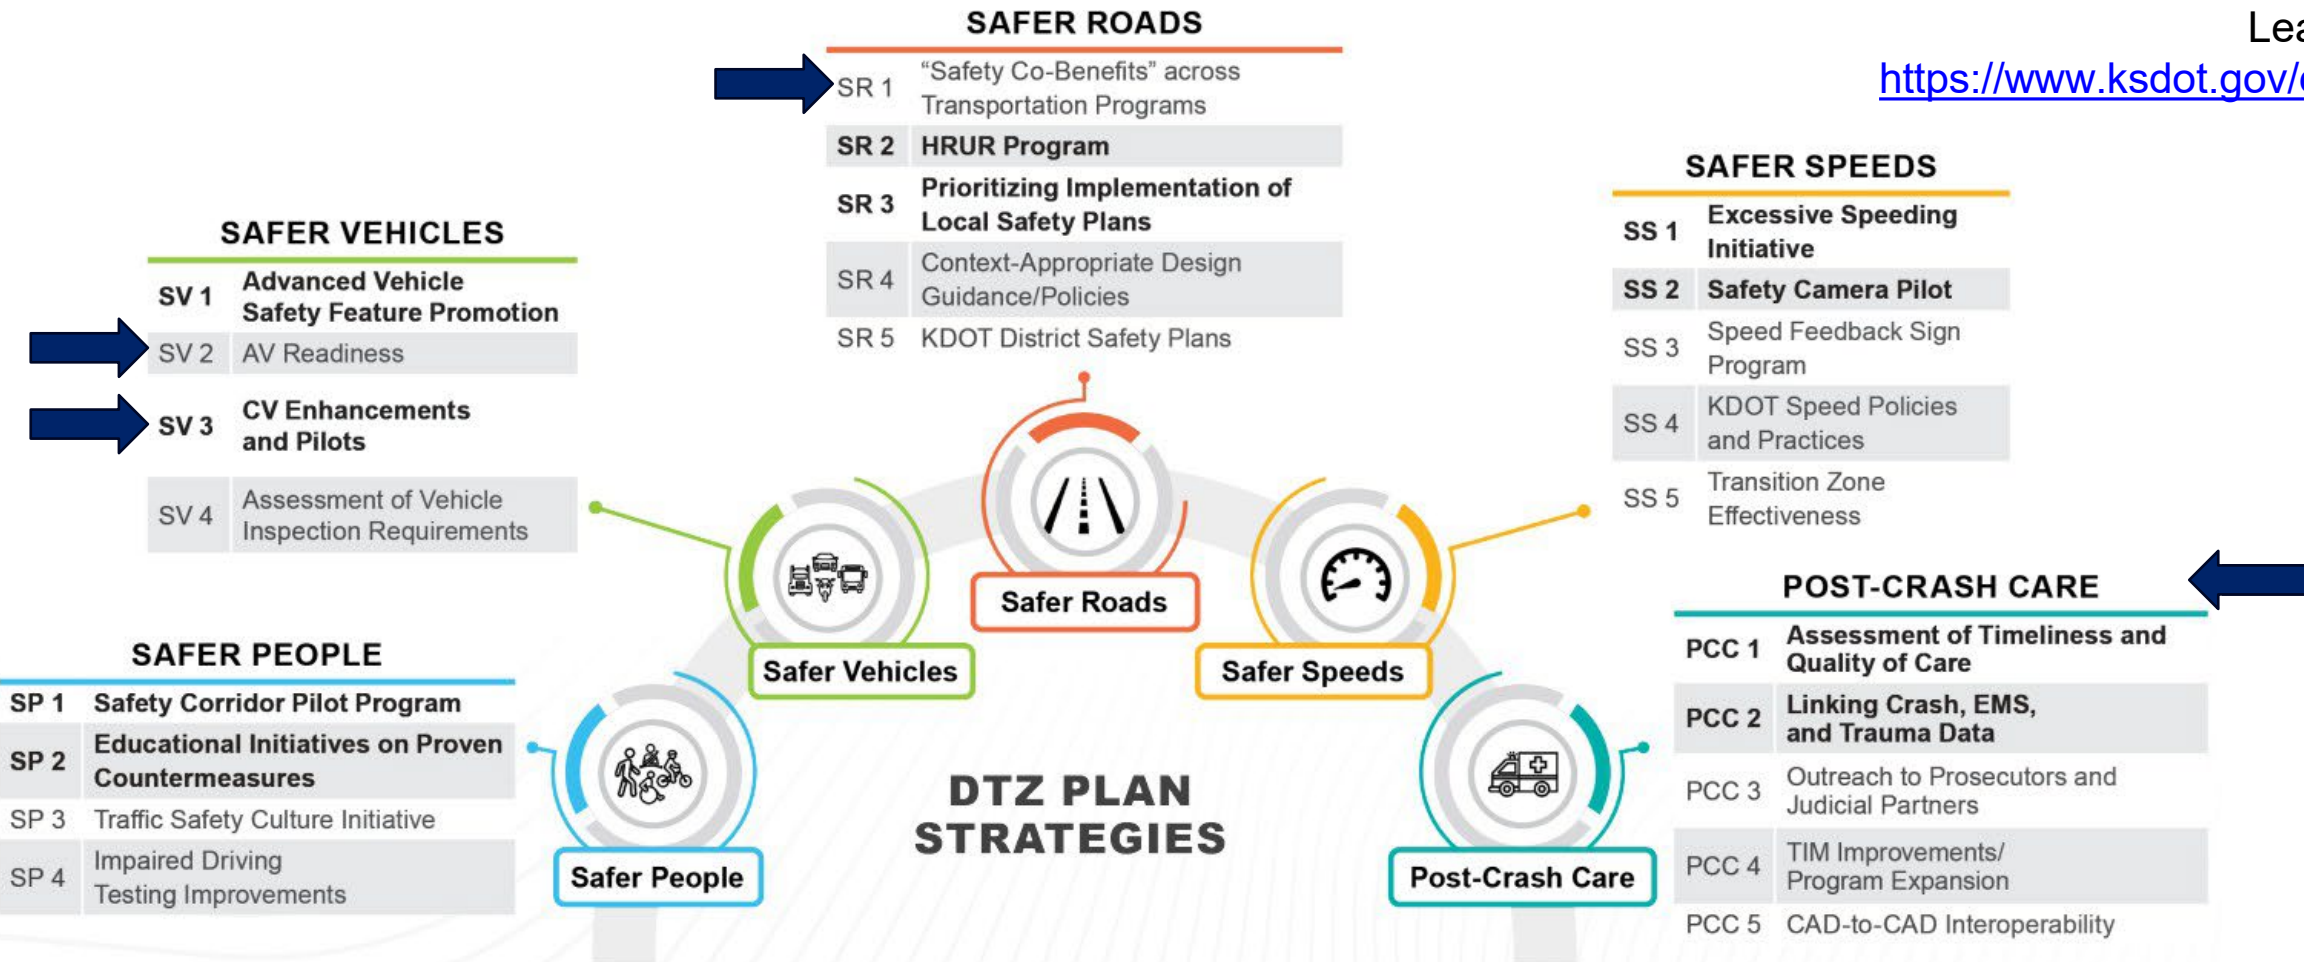 SAFER ROADS
SR 1 “Safety Co-Benefits” across
Transportation Programs
SR 2 HRUR Program
SR 3 Prioritizing Implementation of
Local Safety Plans
SR 4 Context-Appropriate Design
Guidance/Policies
SR 5 KDOT District Safety Plans
https://www.ksdot.gov/
SAFER SPEEDS
SS 1 Excessive Speeding
Initiative
SS 2 Safety Camera Pilot
SS 3 Speed Feedback Sign
Program
SS 4 KDOT Speed Policies
and Practices
SS 5 Transition Zone
Effectiveness
SAFER VEHICLES
SV 1 Advanced Vehicle
Safety Feature Promotion
SV 2 AV Readiness
SV 3 CV Enhancements
and Pilots
SV 4 Assessment of Vehicle
Inspection Requirements
POST-CRASH CARE
PCC 1 Assessment of Timeliness and
Quality of Care
PCC 2 Linking Crash, EMS,
and Trauma Data
PCC 3 Outreach to Prosecutors and
Judicial Partners
PCC 4 TIM Improvements/
Program Expansion
PCC 5 CAD-to-CAD Interoperability
SAFER PEOPLE
SP 1 Safety Corridor Pilot Program
SP 2 Educational Initiatives on Proven
Countermeasures
SP 3 Traffic Safety Culture Initiative
SP 4 Impaired Driving
Testing Improvements
Safer People
Safer Vehicles
Safer Roads
Safer Speeds
Post-Crash Care
DTZ PLAN
STRATEGIES